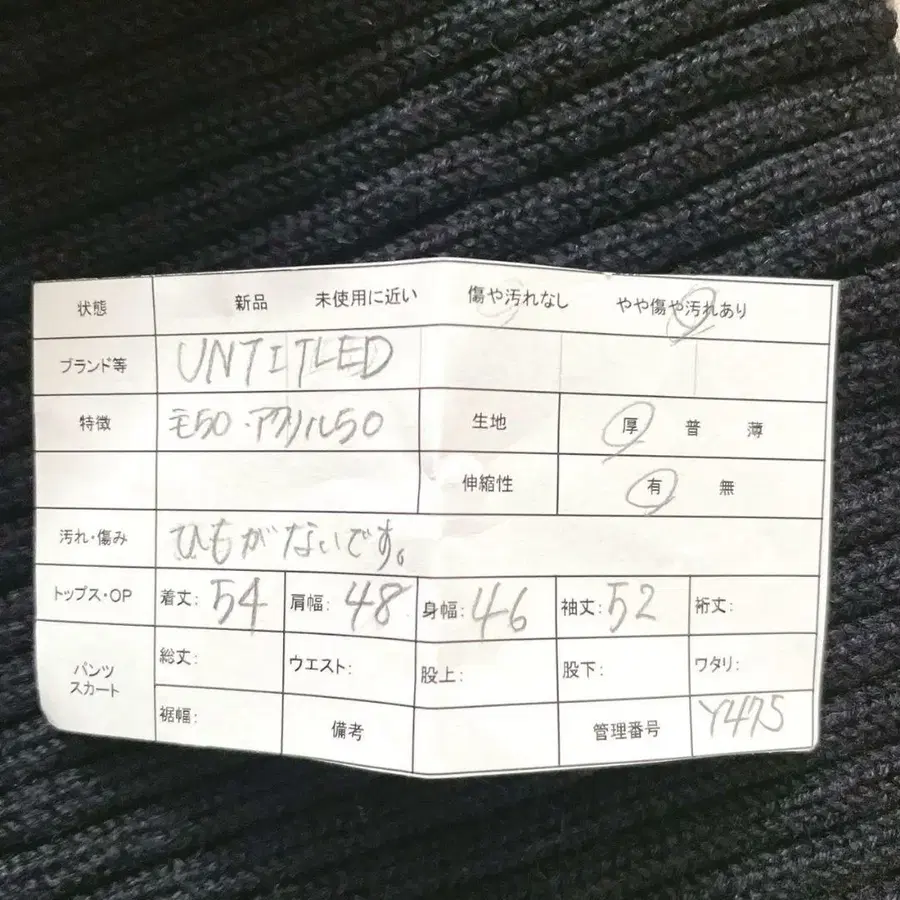 状態 新品 未使用に近い 傷や汚れなし やや傷や汚れあり
ブランド等 UNTITLED
特徴 毛50・アクリル50 生地 厚 普 薄
伸縮性 有 無
汚れ・傷み ひもがないです。
トップス・OP 着丈: 54 肩幅: 48 身幅: 46 袖丈: 52 裄丈:
パンツ スカート 総丈: ウエスト: 股上: 股下: ワタリ:
裾幅: 備考 管理番号 Y475